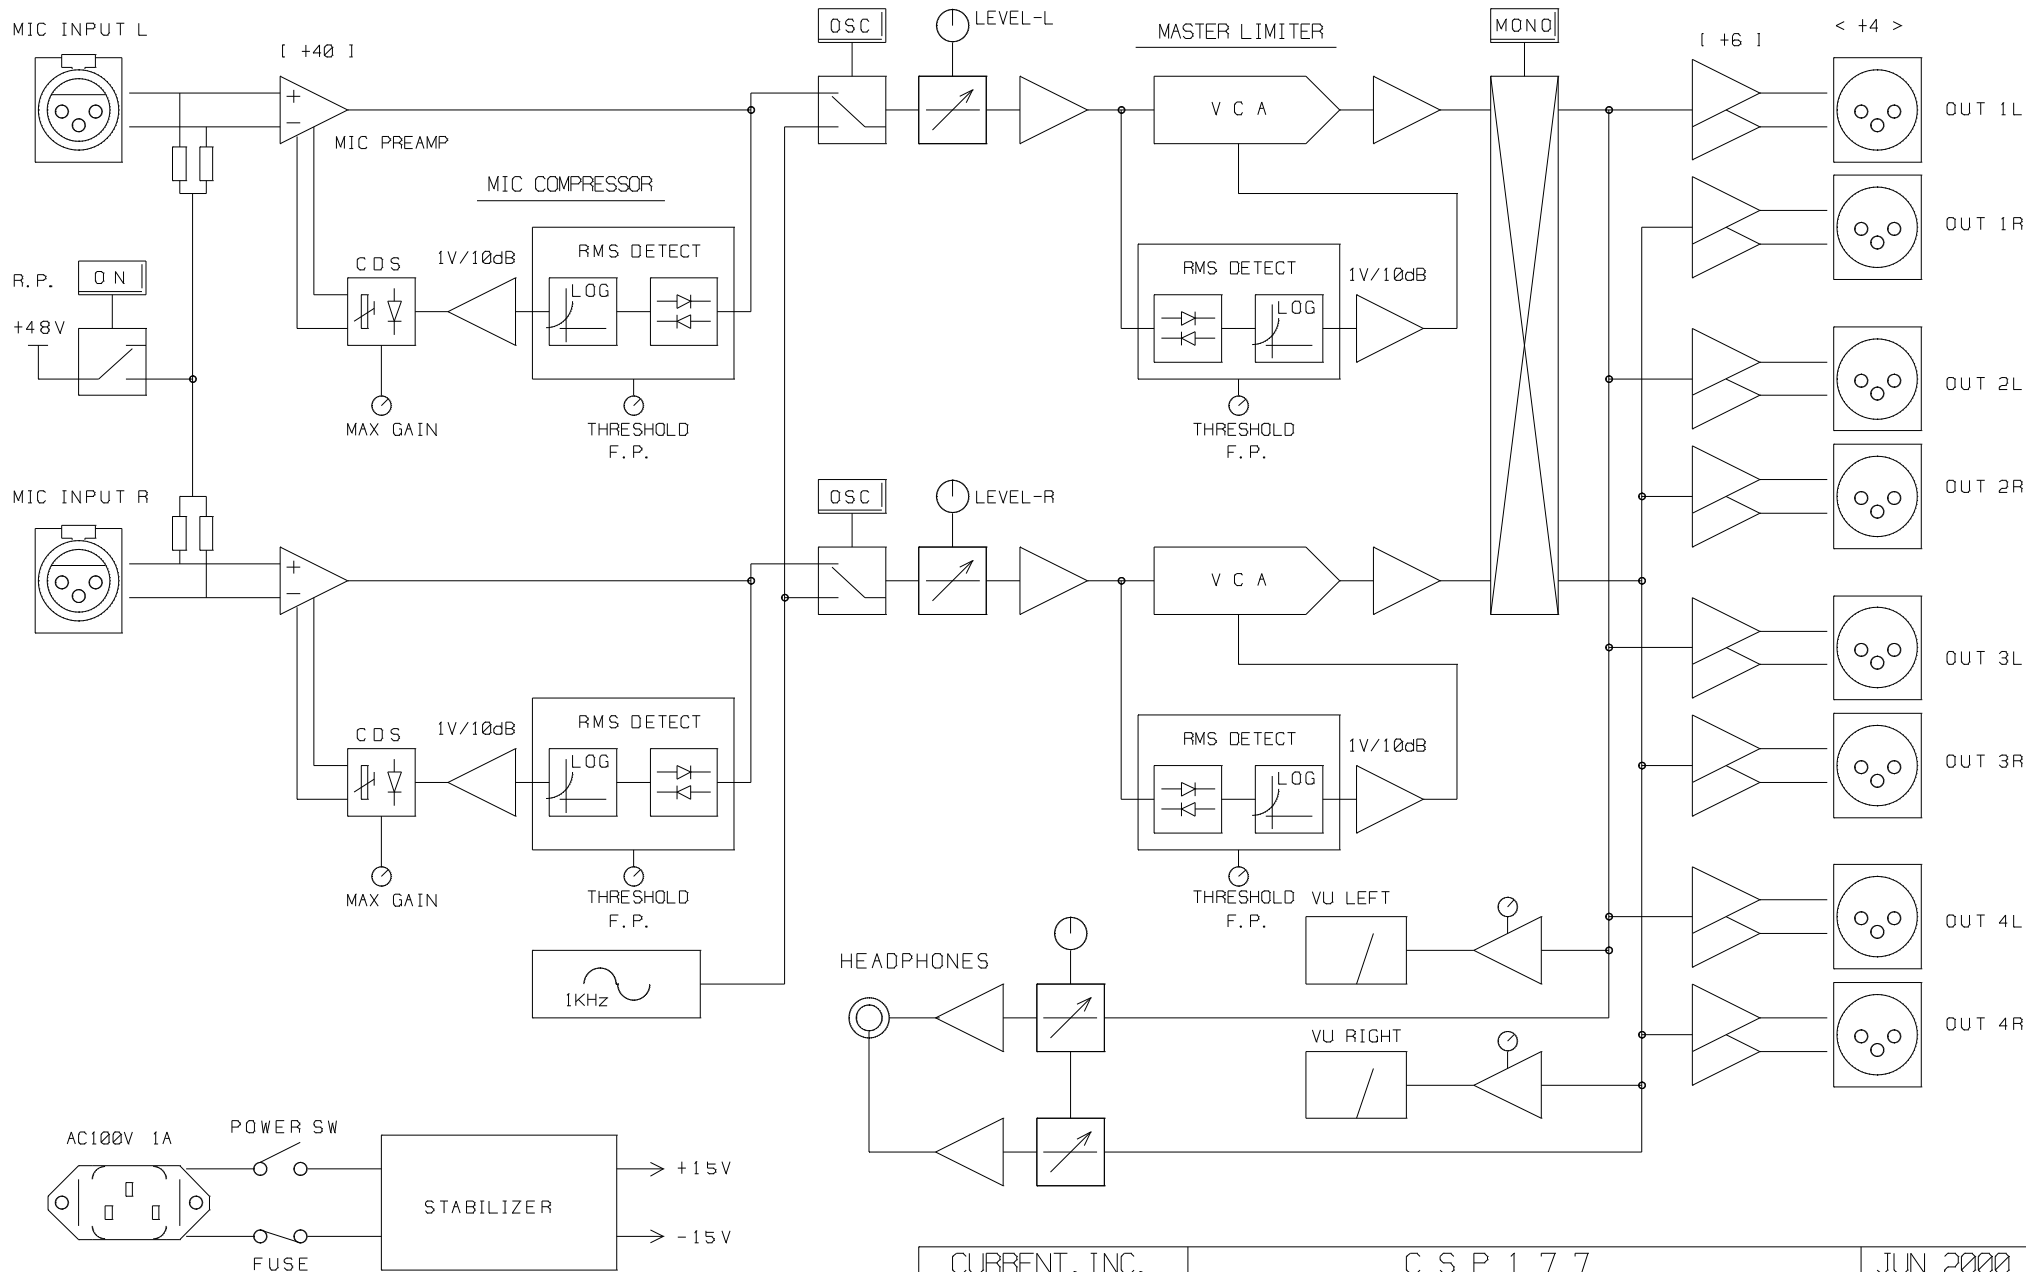 MIC INPUT L
[ +40 ]
OSC
LEVEL-L
MASTER LIMITER
MONO
[ +6 ]
< +4 >
MIC PREAMP
VCA
OUT 1L
MIC COMPRESSOR
OUT 1R
R.P.
ON
+48V
CDS
1V/10dB
RMS DETECT
LOG
RMS DETECT
LOG
1V/10dB
MAX GAIN
THRESHOLD
F.P.
THRESHOLD
F.P.
OUT 2L
MIC INPUT R
OSC
LEVEL-R
OUT 2R
VCA
OUT 3L
CDS
1V/10dB
RMS DETECT
LOG
RMS DETECT
LOG
1V/10dB
OUT 3R
MAX GAIN
THRESHOLD
F.P.
THRESHOLD
F.P.
VU LEFT
OUT 4L
1KHz
HEADPHONES
VU RIGHT
OUT 4R
AC100V 1A
POWER SW
STABILIZER
+15V
-15V
FUSE
CURRENT.INC.
CSP177
JUN 2000